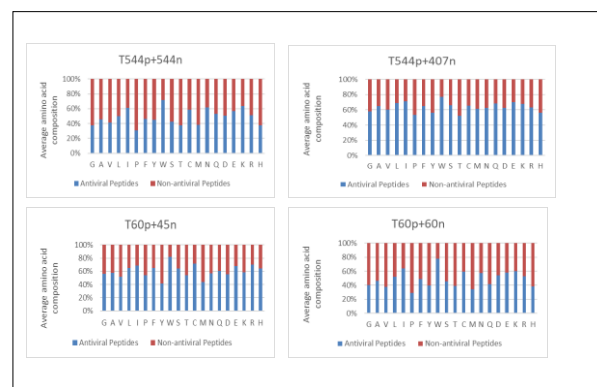 T544p+544n
Average amino acid composition
100%
80%
60%
40%
20%
0%
G A V L I P F Y W S T C M N Q D E K R H
Antiviral Peptides Non-antiviral Peptides
T544p+407n
Average amino acid composition
100%
80%
60%
40%
20%
0%
G A V L I P F Y W S T C M N Q D E K R H
Antiviral Peptides Non-antiviral Peptides
T60p+45n
Average amino acid composition
100%
80%
60%
40%
20%
0%
G A V L I P F Y W S T C M N Q D E K R H
Antiviral Peptides Non-antiviral Peptides
T60p+60n
Average amino acid composition
100%
80%
60%
40%
20%
0%
G A V L I P F Y W S T C M N Q D E K R H
Antiviral Peptides Non-antiviral Peptides